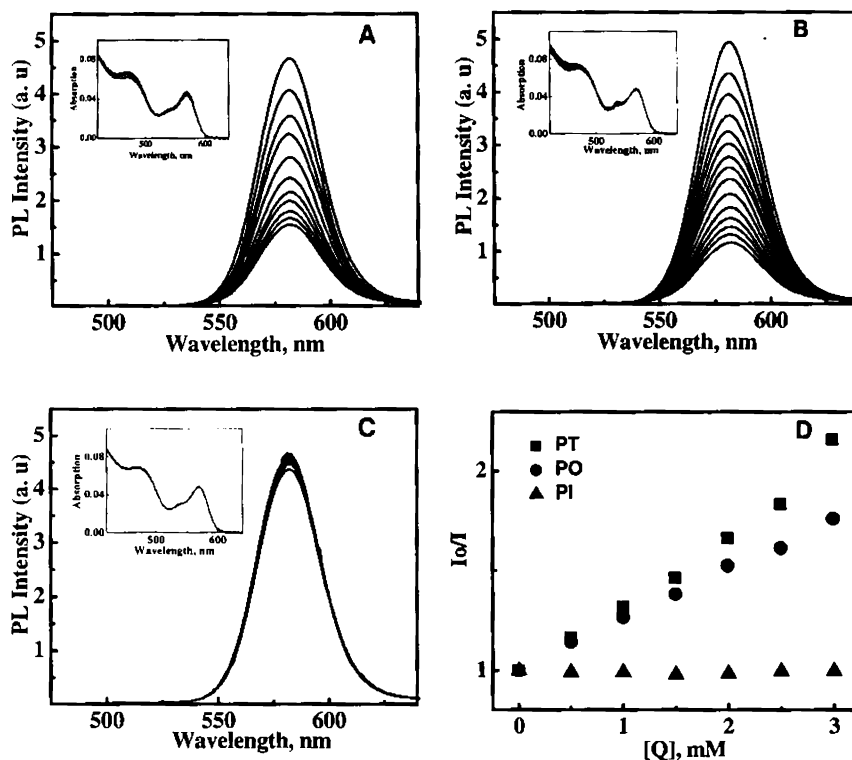 A
PL Intensity (a. u)
5
4
3
2
1
500
550
600
Wavelength, nm
Absorption
0.08
0.04
0.00
500
600
Wavelength, nm
B
PL Intensity (a. u)
5
4
3
2
1
500
550
600
Wavelength, nm
Absorption
0.08
0.04
0.00
500
600
Wavelength, nm
C
PL Intensity (a. u)
5
4
3
2
1
500
550
600
Wavelength, nm
Absorption
0.08
0.04
0.00
500
600
Wavelength, nm
D
PT
PO
PI
Io/I
2
1
0
1
2
3
[Q], mM